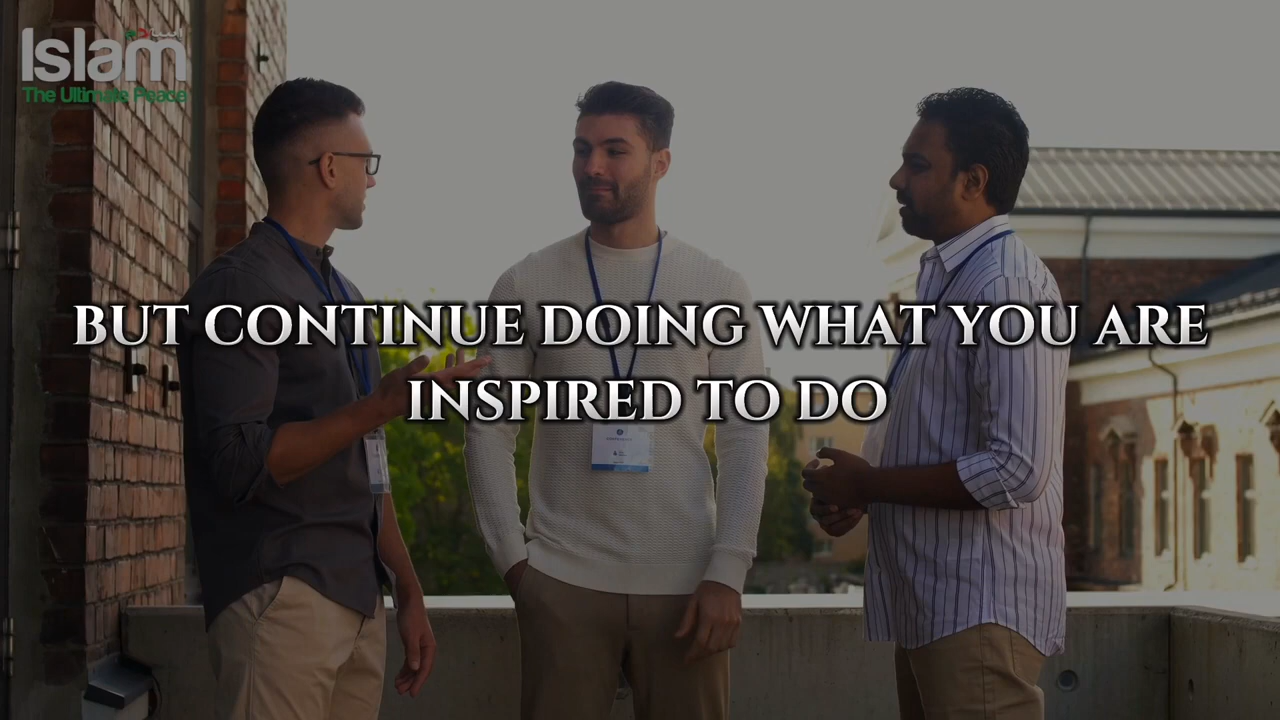 Islam
The Ultimate Peace
BUT CONTINUE DOING WHAT YOU ARE
INSPIRED TO DO